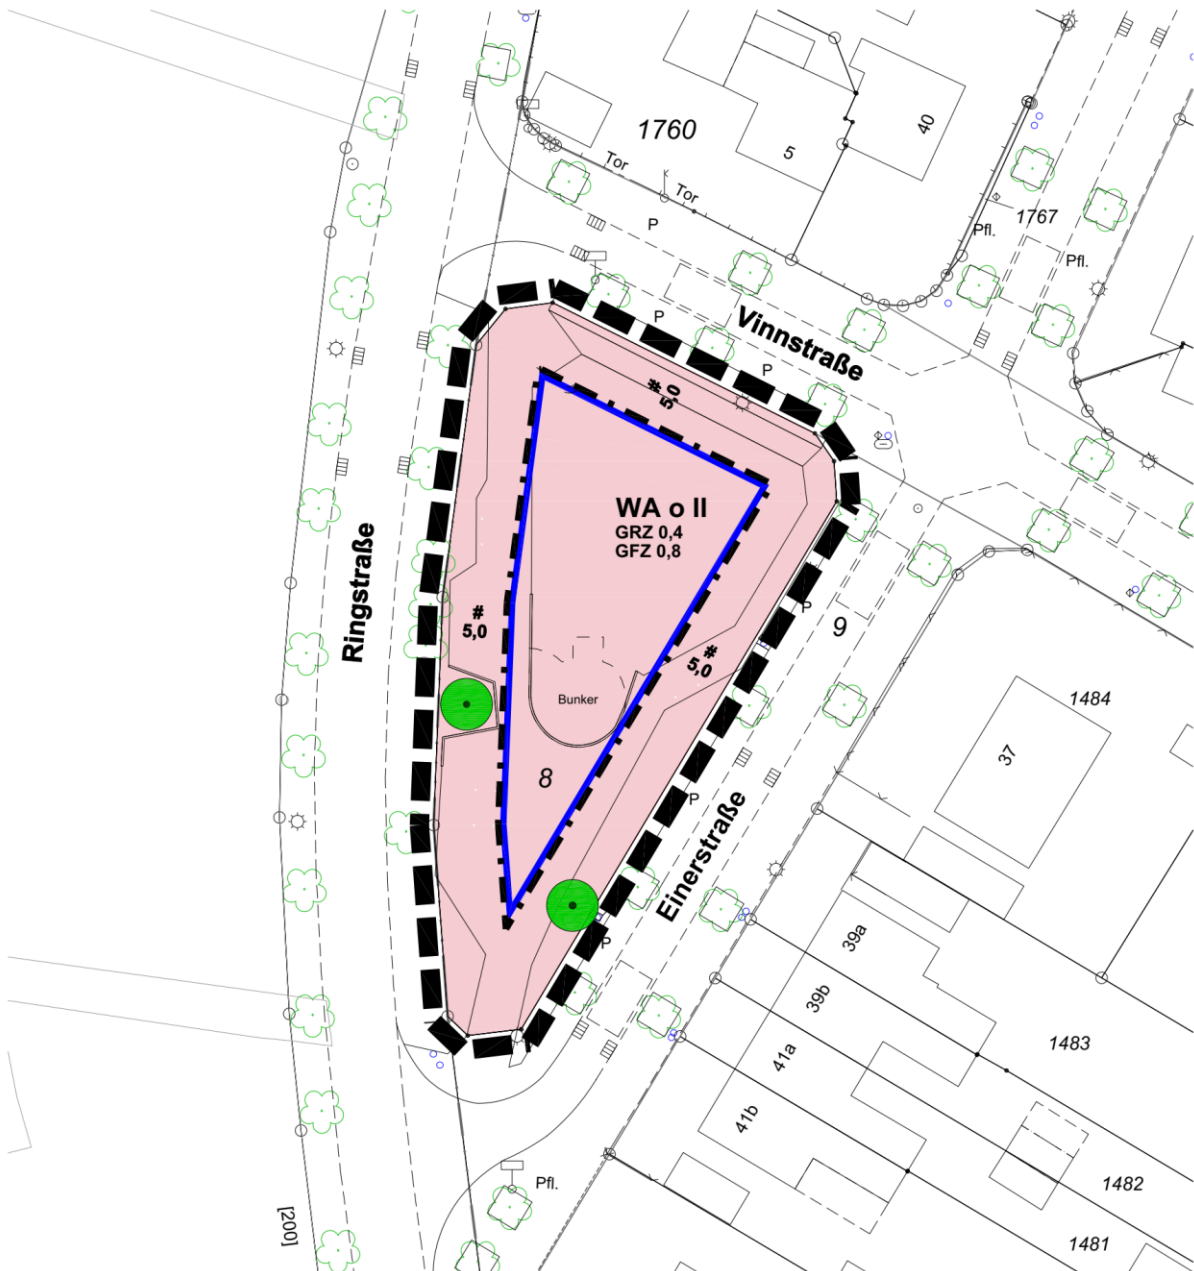 1760
Tor
Tor
5
40
P
1767
Pfl.
Pfl.
P
Vinnstraße
P
#
5,0
WA o II
GRZ 0,4
GFZ 0,8
Ringstraße
#
5,0
P
9
#
5,0
Bunker
1484
37
8
P
Einerstraße
39a
P
39b
1483
41a
41b
Pfl.
1482
[200]
1481